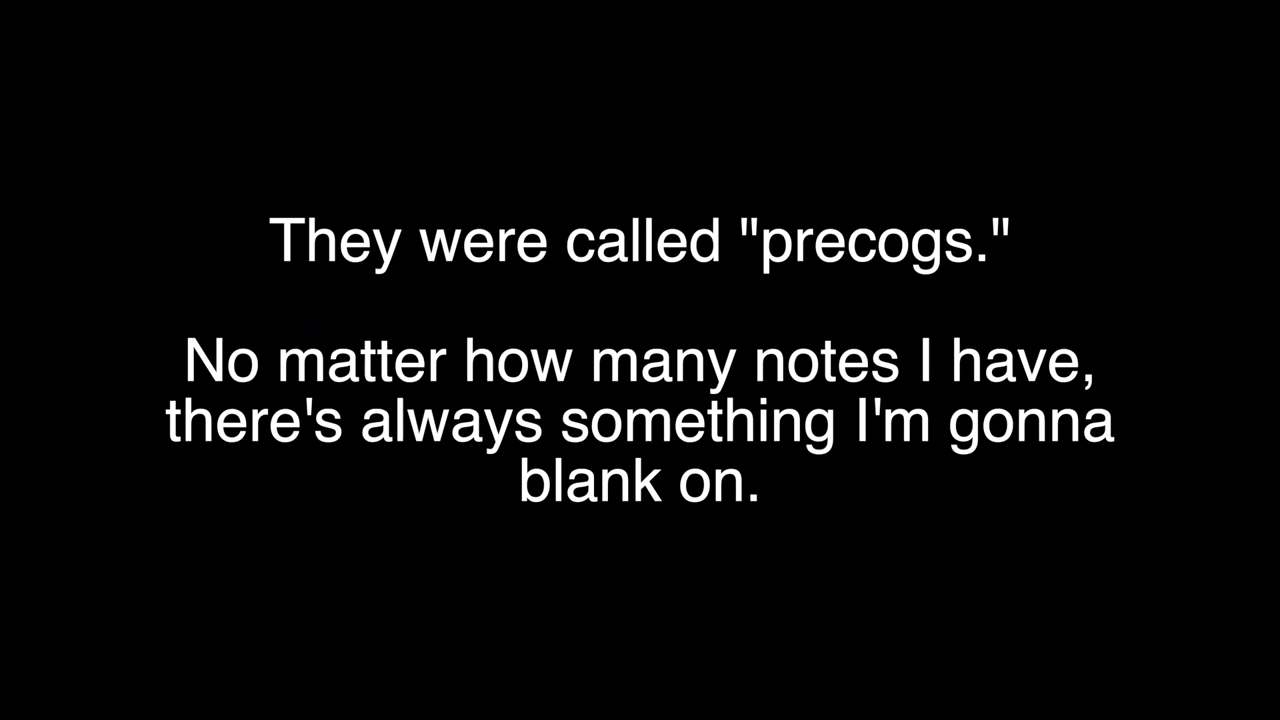 They were called "precogs."
No matter how many notes I have,
there's always something I'm gonna
blank on.